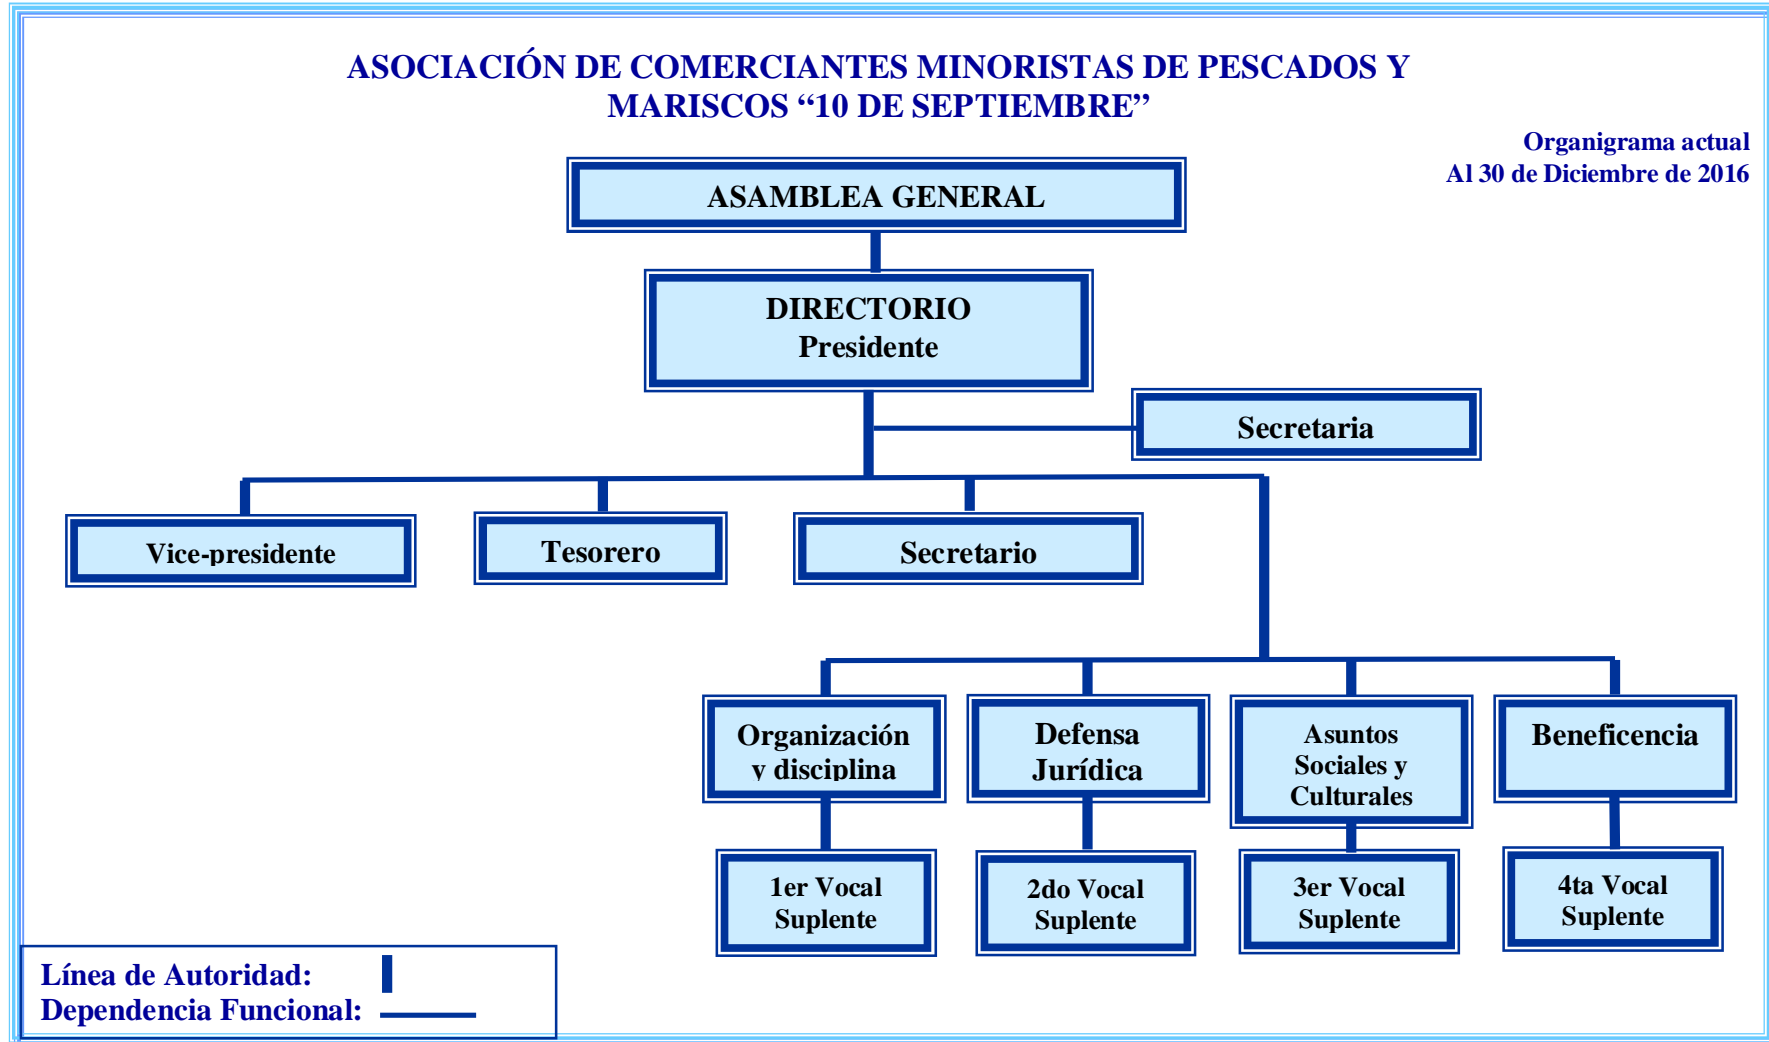 ASOCIACIÓN DE COMERCIANTES MINORISTAS DE PESCADOS Y
MARISCOS “10 DE SEPTIEMBRE”
Organigrama actual
Al 30 de Diciembre de 2016
ASAMBLEA GENERAL
DIRECTORIO
Presidente
Secretaria
Vice-presidente
Tesorero
Secretario
Organización
y disciplina
Defensa
Jurídica
Asuntos
Sociales y
Culturales
Beneficencia
1er Vocal
Suplente
2do Vocal
Suplente
3er Vocal
Suplente
4ta Vocal
Suplente
Línea de Autoridad:
Dependencia Funcional: